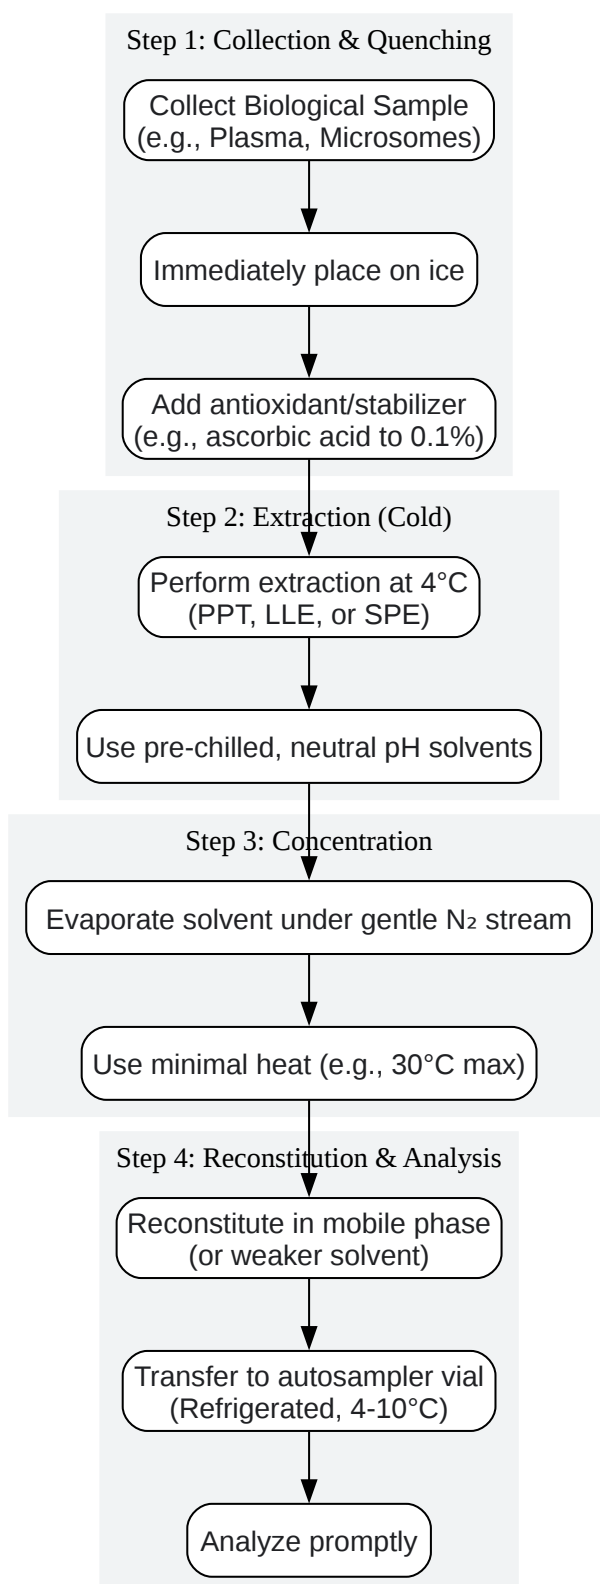 Step 1: Collection & Quenching
Collect Biological Sample
(e.g., Plasma, Microsomes)
Immediately place on ice
Add antioxidant/stabilizer
(e.g., ascorbic acid to 0.1%)
Step 2: Extraction (Cold)
Perform extraction at 4°C
(PPT, LLE, or SPE)
Use pre-chilled, neutral pH solvents
Step 3: Concentration
Evaporate solvent under gentle N₂ stream
Use minimal heat (e.g., 30°C max)
Step 4: Reconstitution & Analysis
Reconstitute in mobile phase
(or weaker solvent)
Transfer to autosampler vial
(Refrigerated, 4-10°C)
Analyze promptly